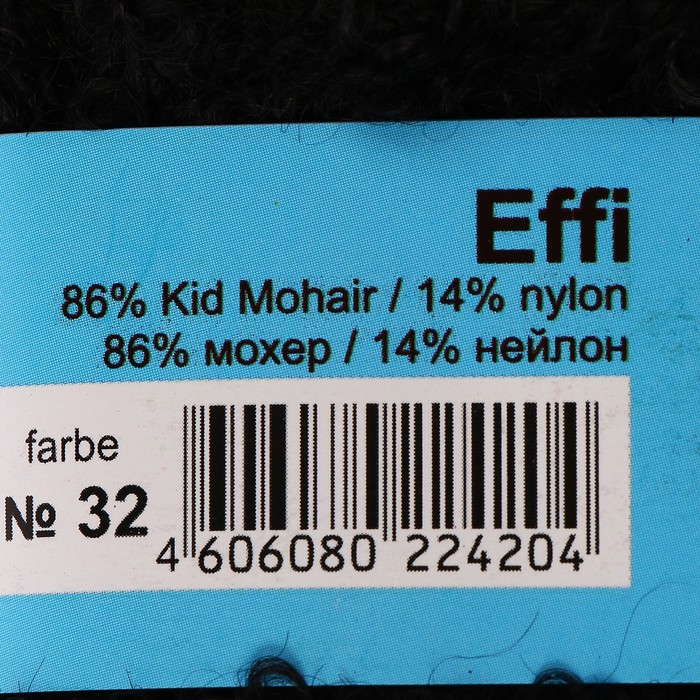 Effi
86% Kid Mohair / 14% nylon
86% мохер / 14% нейлон
farbe
№ 32
4 606080 224204